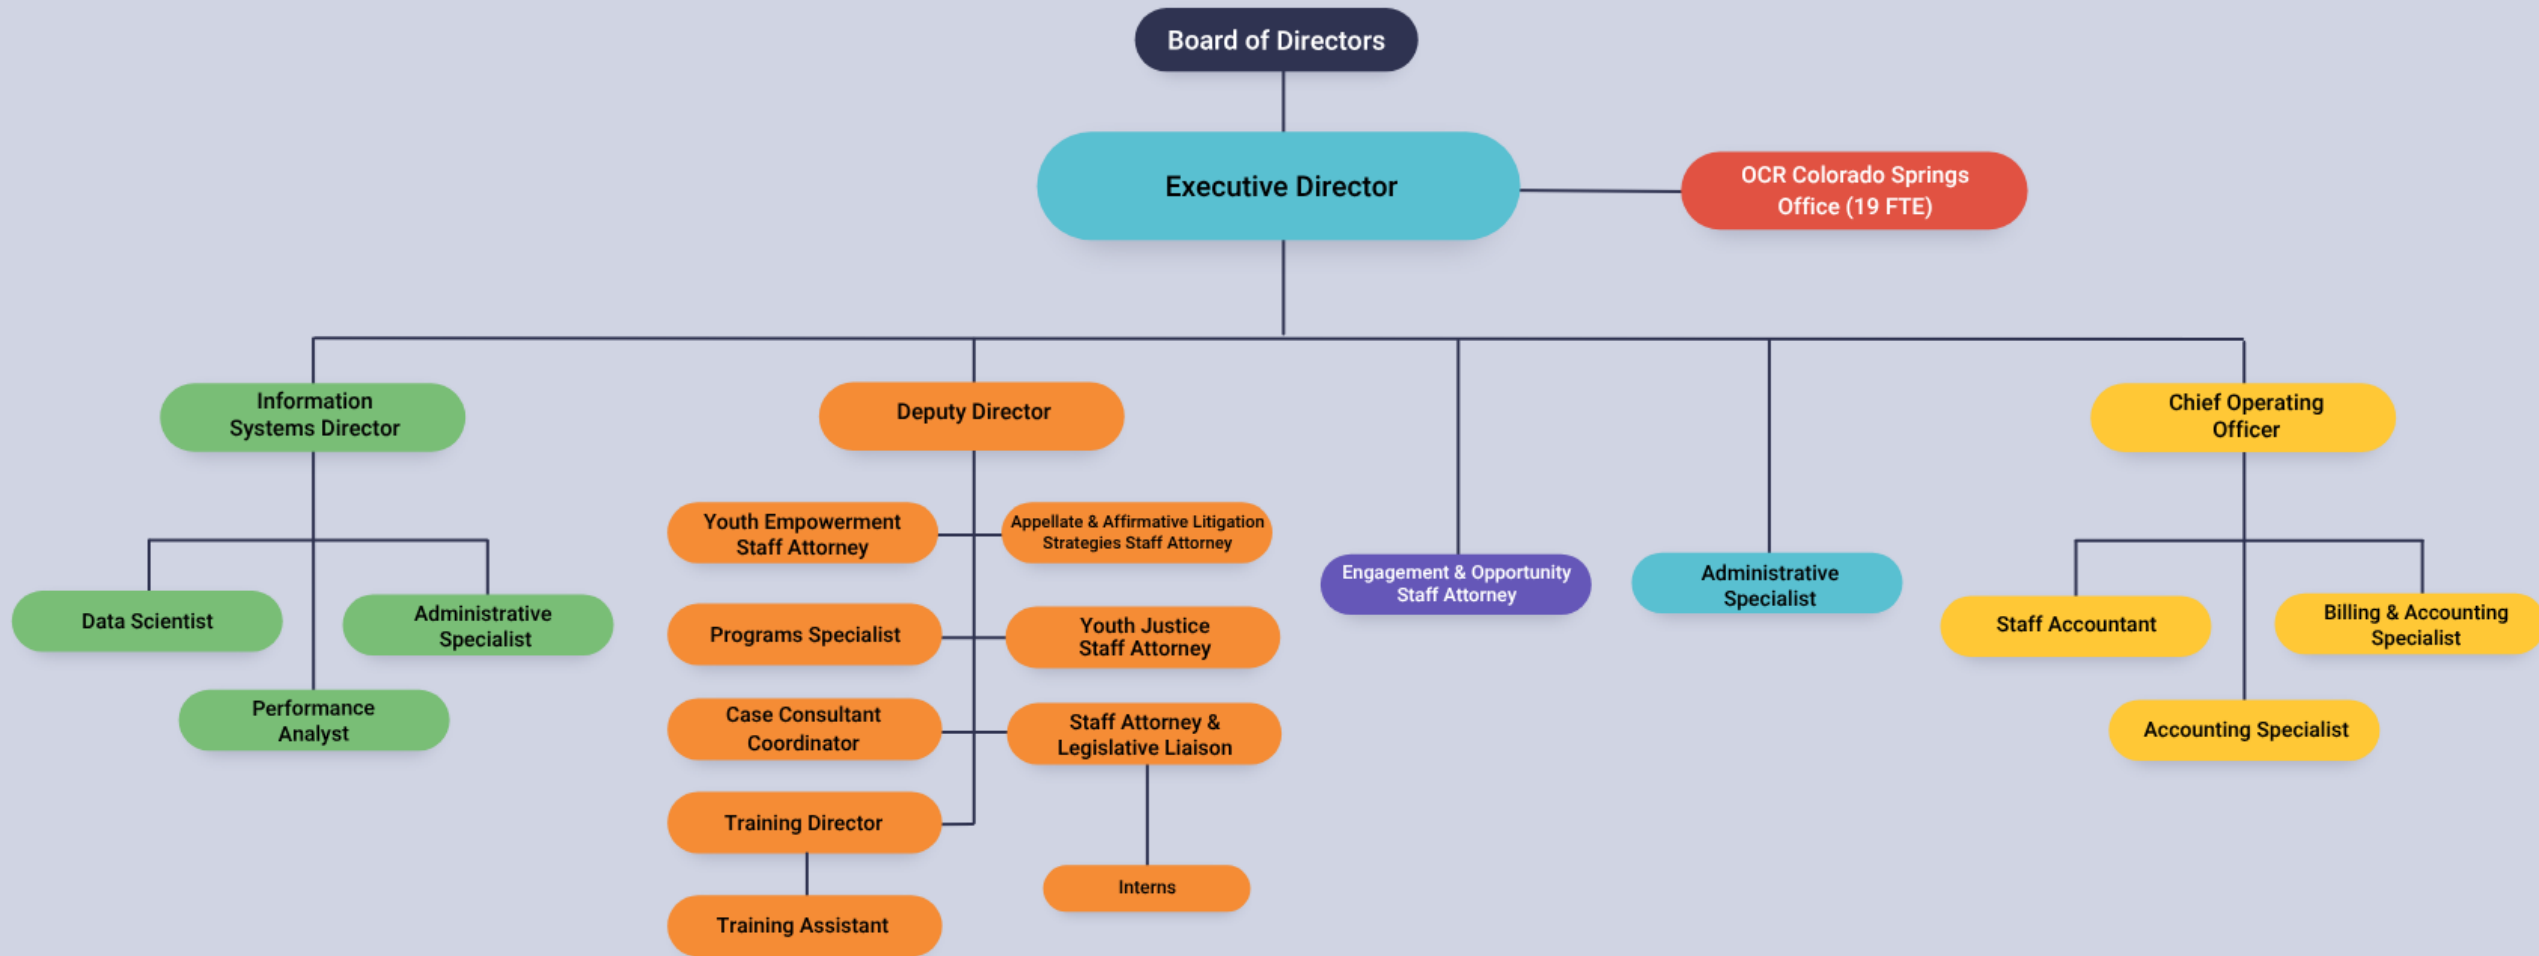 Board of Directors
Executive Director
OCR Colorado Springs
Office (19 FTE)
Information
Systems Director
Deputy Director
Chief Operating
Officer
Youth Empowerment
Staff Attorney
Appellate & Affirmative Litigation
Strategies Staff Attorney
Engagement & Opportunity
Staff Attorney
Administrative
Specialist
Data Scientist
Administrative
Specialist
Programs Specialist
Youth Justice
Staff Attorney
Staff Accountant
Billing & Accounting
Specialist
Performance
Analyst
Case Consultant
Coordinator
Staff Attorney &
Legislative Liaison
Accounting Specialist
Training Director
Interns
Training Assistant